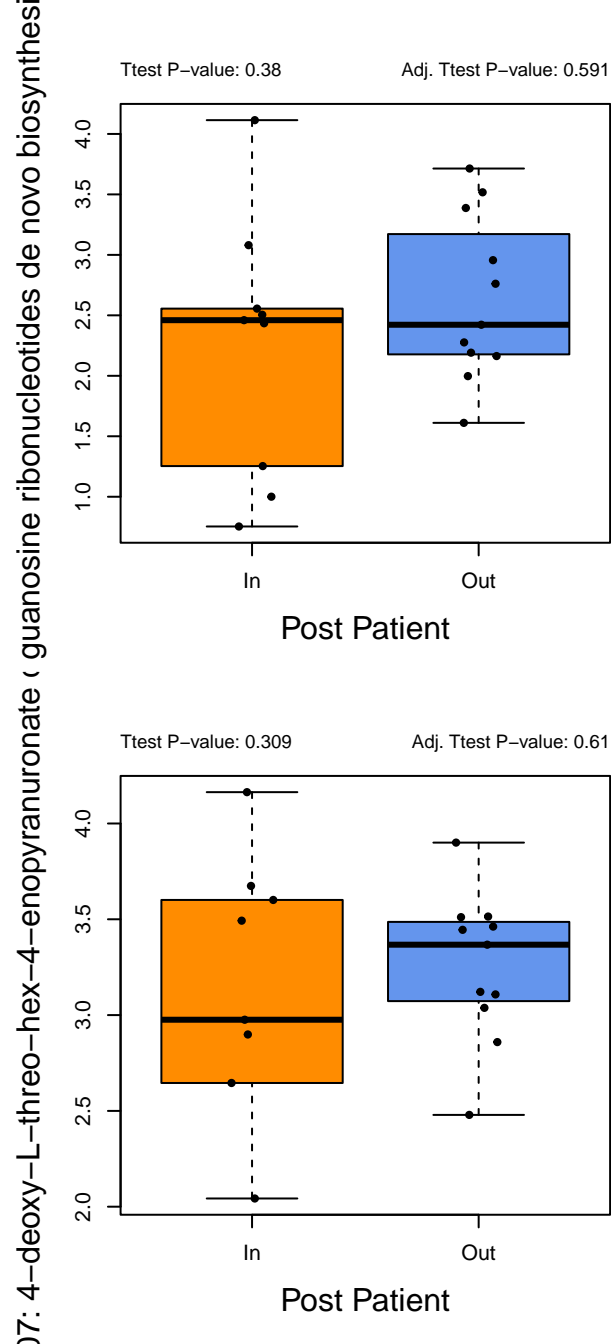 guanosine ribonucleotides de novo biosynthesi
Ttest P−value: 0.38
Adj. Ttest P−value: 0.591
4.0
3.5
3.0
2.5
2.0
1.5
1.0
In
Out
Post Patient
07: 4−deoxy−L−threo−hex−4−enopyranuronate
Ttest P−value: 0.309
Adj. Ttest P−value: 0.61
4.0
3.5
3.0
2.5
2.0
In
Out
Post Patient